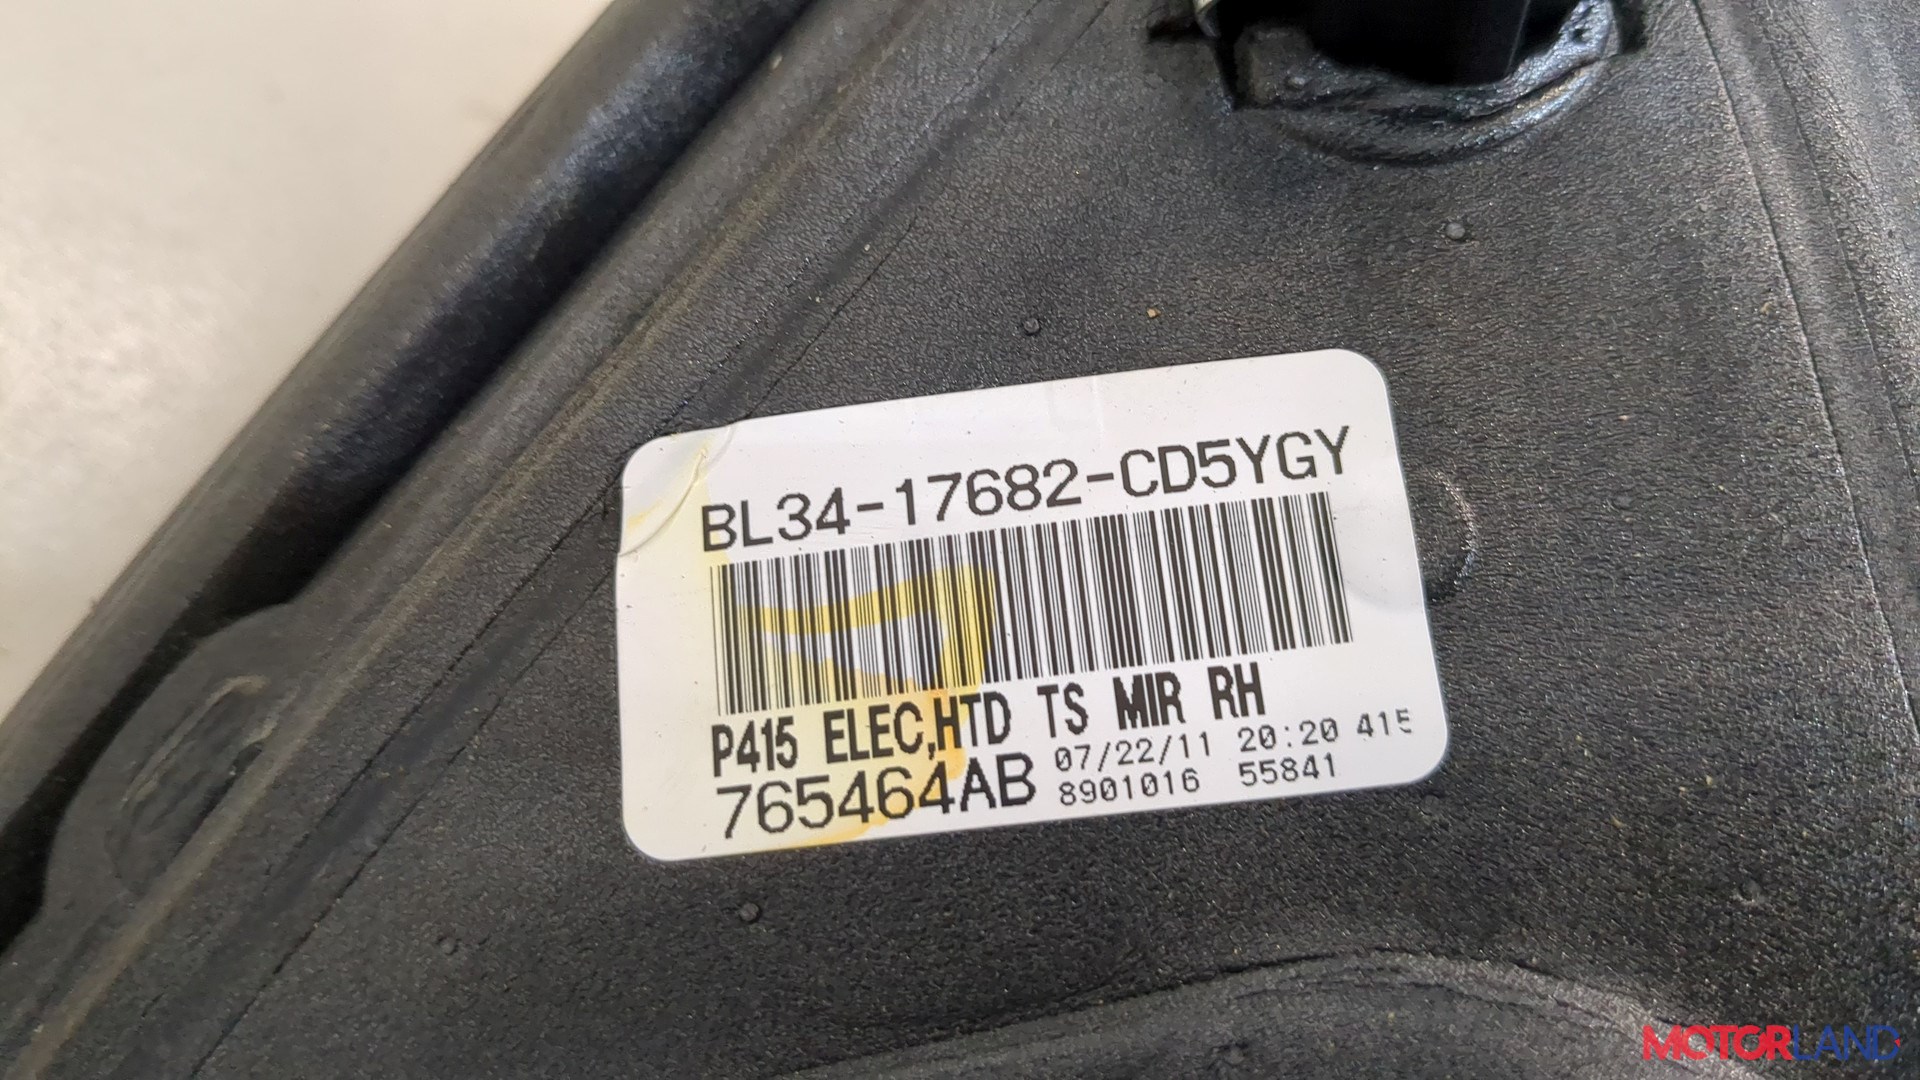 BL34-17682-CD5YGY
P415 ELEC,HTD TS MIR RH
765464AB 07/22/11 20:20 415
8901016 55841
MOTORLAND